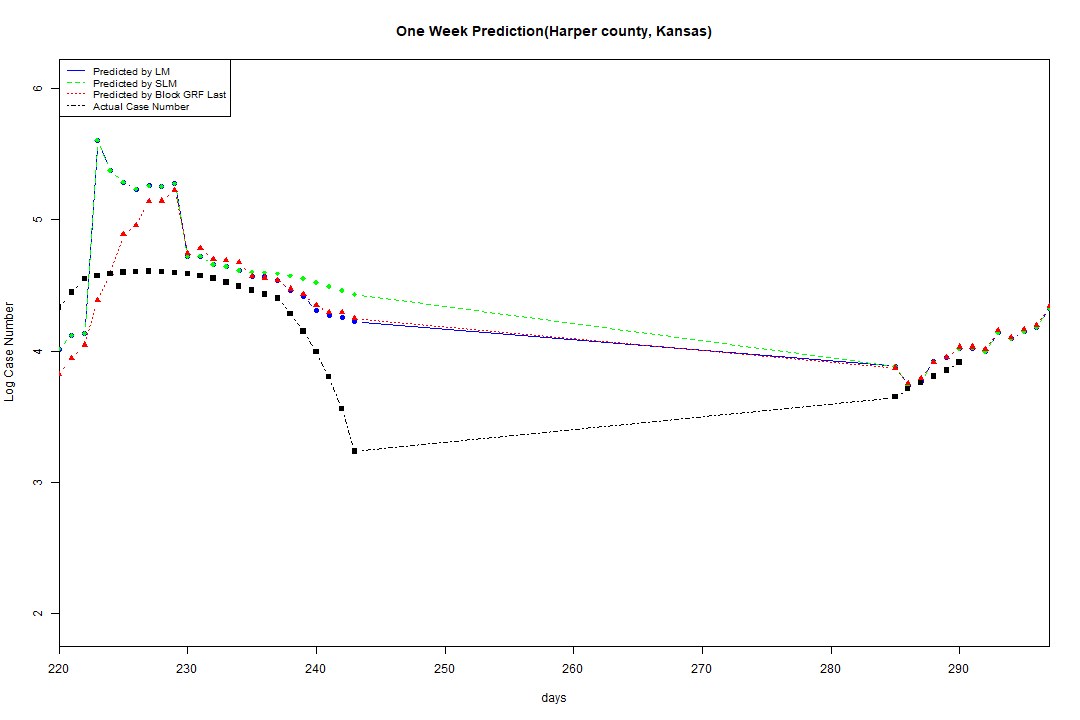 One Week Prediction(Harper county, Kansas)
Predicted by LM
Predicted by SLM
Predicted by Block GRF Last
Actual Case Number
6
5
4
3
2
Log Case Number
220
230
240
250
260
270
280
290
days